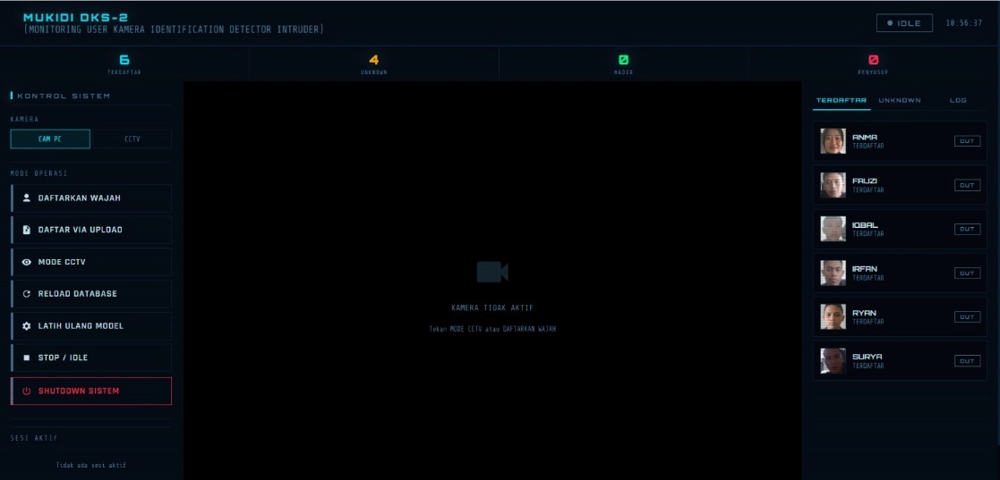 MUKIDI DKS-2
(MONITORING USER KAMERA IDENTIFICATION DETECTOR INTRUDER)
IDLE
10:56:37
6
TERDAFTAR
4
UNKNOWN
0
HADIR
0
PENYUSUP
KONTROL SISTEM
KAMERA
CAM PC
CCTV
MODE OPERASI
DAFTARKAN WAJAH
DAFTAR VIA UPLOAD
MODE CCTV
RELOAD DATABASE
LATIH ULANG MODEL
STOP / IDLE
SHUTDOWN SISTEM
SESI AKTIF
Tidak ada sesi aktif
KAMERA TIDAK AKTIF
Tekan MODE CCTV atau DAFTARKAN WAJAH
TERDAFTAR UNKNOWN LOG
ANMA
TERDAFTAR
OUT
FAUZI
TERDAFTAR
OUT
IQBAL
TERDAFTAR
OUT
IRFAN
TERDAFTAR
OUT
RYAN
TERDAFTAR
OUT
SURYA
TERDAFTAR
OUT